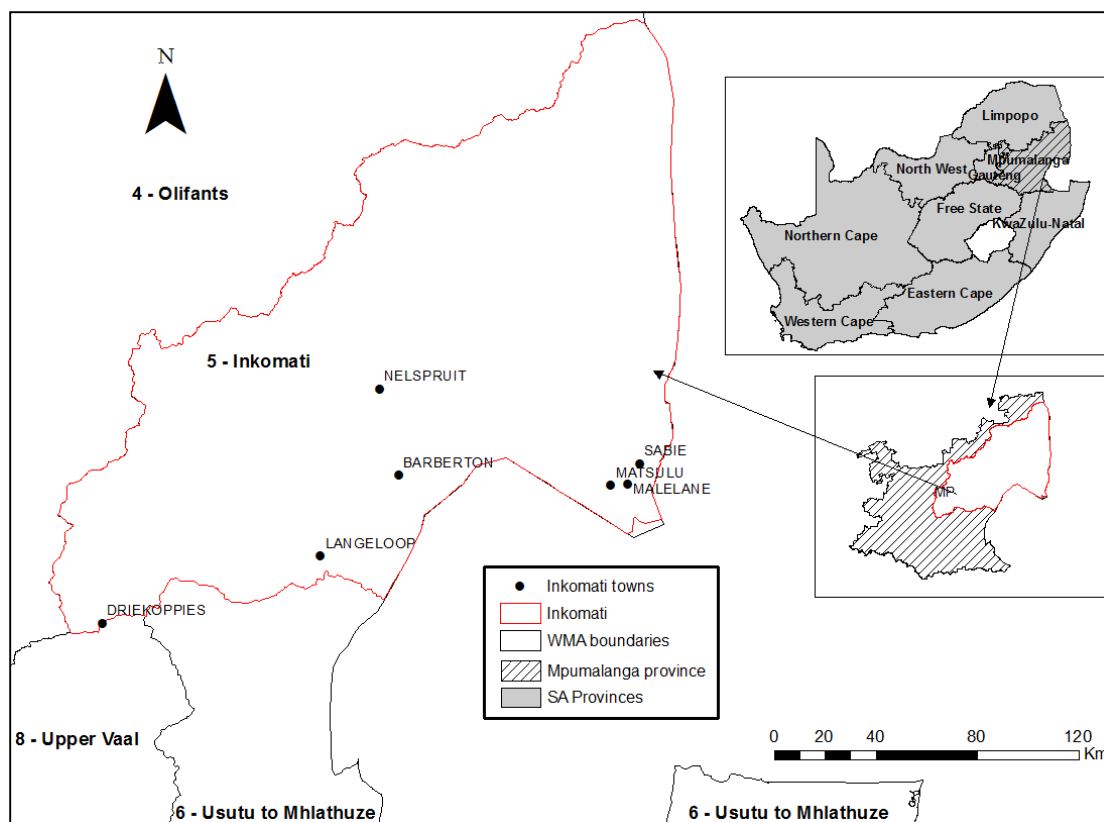 N
4 - Olifants
5 - Inkomati
NELSPRUIT
BARBERTON
SABIE
MATSULU
MALELANE
LANGELOOP
DRIEKOPPIES
8 - Upper Vaal
6 - Usutu to Mhlathuze
6 - Usutu to Mhlathuze
Limpopo
North West
Mpumalanga
Gauteng
Free State
KwaZulu-Natal
Northern Cape
Eastern Cape
Western Cape
MP
Inkomati towns
Inkomati
WMA boundaries
Mpumalanga province
SA Provinces
0 20 40 80 120
Km